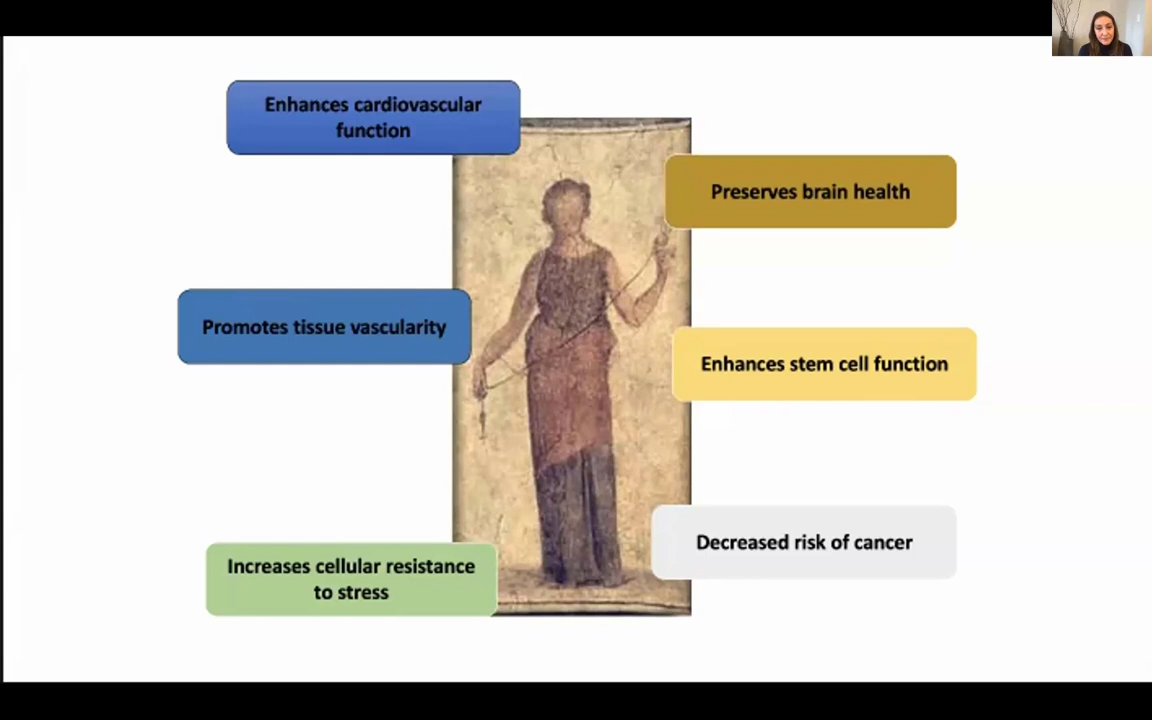 Enhances cardiovascular
function
Preserves brain health
Promotes tissue vascularity
Enhances stem cell function
Decreased risk of cancer
Increases cellular resistance
to stress